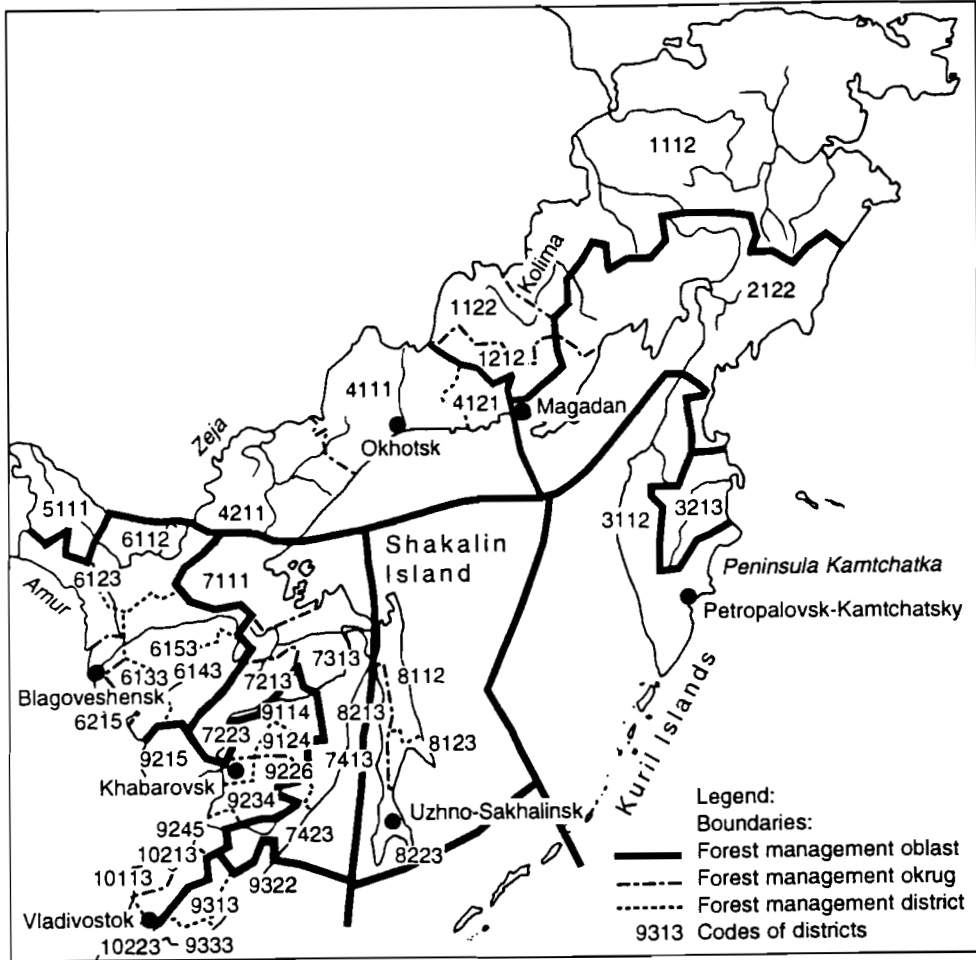 1112
Kolima
2122
1122
1212
4111
4121
Magadan
Okhotsk
Zeja
5111
4211
6112
3112
3213
Shakalin
Island
Peninsula Kamtchatka
6123
7111
Amur
Petropalovsk-Kamtchatsky
6153
7313
6133
6143
7213
8112
Blagoveshensk
6215
9114
8213
7223
9124
8123
9215
7413
9226
Khabarovsk
9234
Kuril Islands
Uzhno-Sakhalinsk
9245
7423
10213
8223
10113
9322
9313
Vladivostok
10223
9333
Legend:
Boundaries:
Forest management oblast
Forest management okrug
Forest management district
9313 Codes of districts